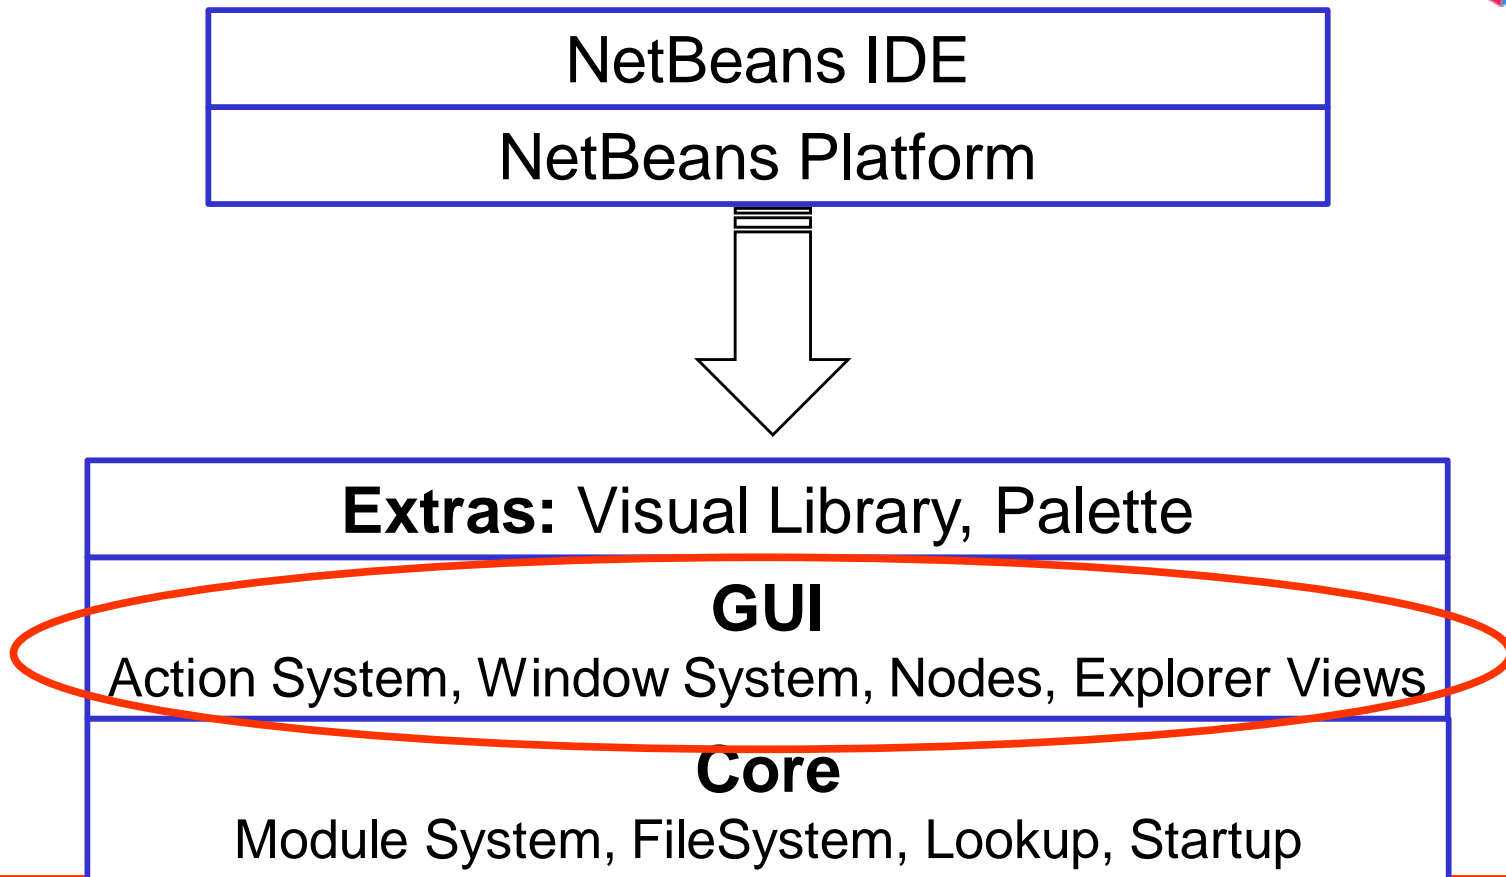 NetBeans IDE
NetBeans Platform
Extras: Visual Library, Palette
GUI
Action System, Window System, Nodes, Explorer Views
Core
Module System, FileSystem, Lookup, Startup